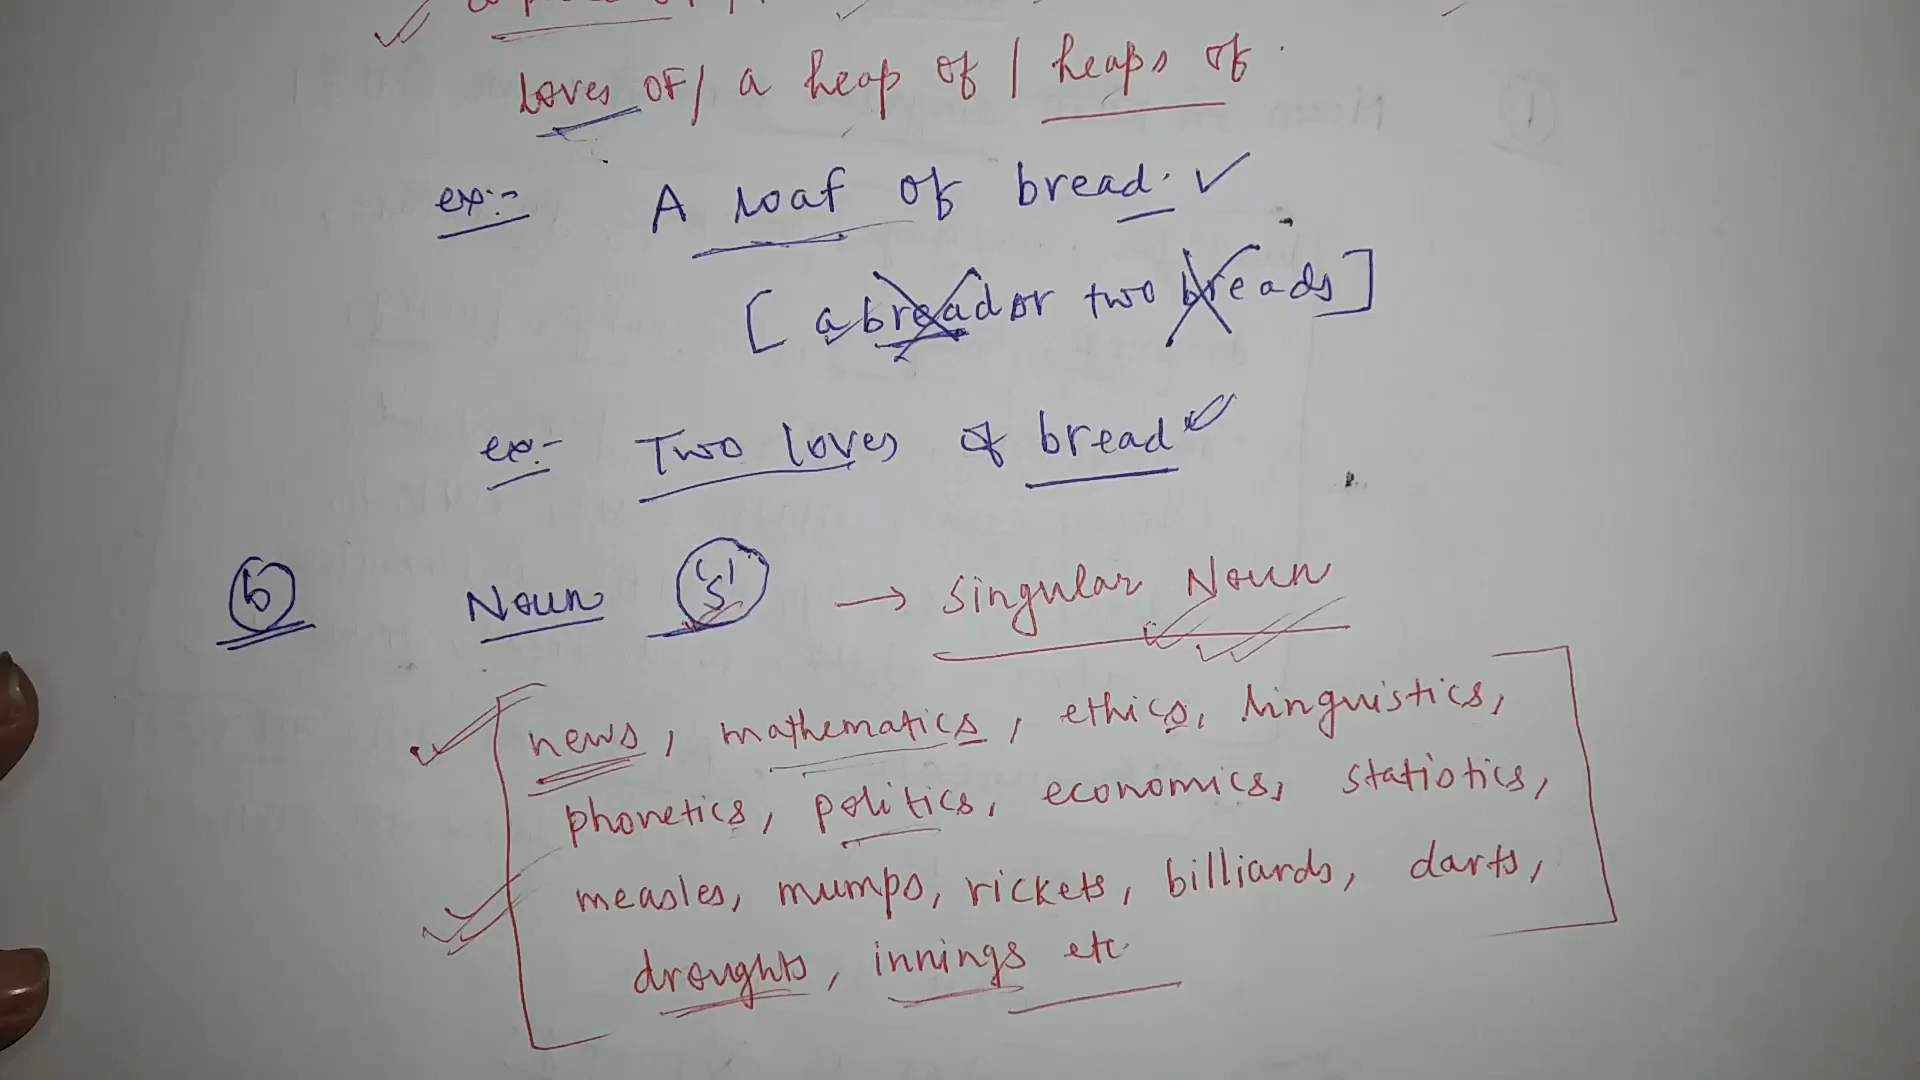 loves OF / a heap of / heaps of
ex:- A loaf of bread. ✓
[a bread or two breads]
ex:- Two loves of bread
5 Noun 's' → Singular Noun
news, mathematics, ethics, linguistics,
phonetics, politics, economics, statistics,
measles, mumps, rickets, billiards, darts,
droughts, innings etc.